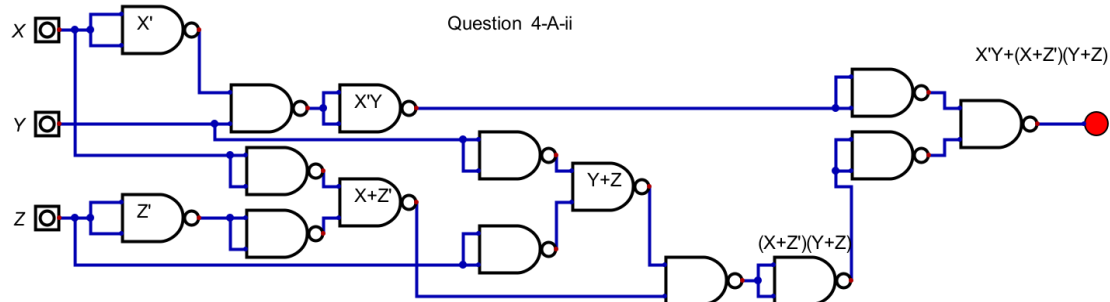 Question 4-A-ii
X
X'
X'Y+(X+Z')(Y+Z)
X'Y
Y
Y+Z
X+Z'
Z
Z'
(X+Z')(Y+Z)